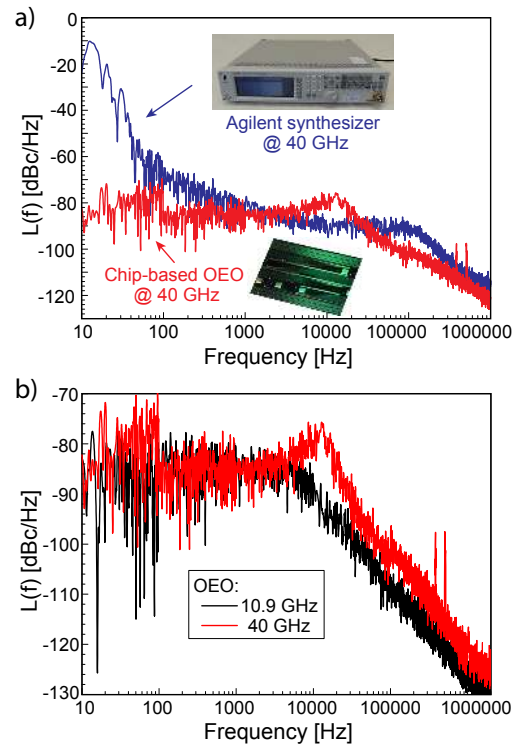 a)
L(f) [dBc/Hz]
0
-20
-40
-60
-80
-100
-120
Agilent synthesizer
@ 40 GHz
Chip-based OEO
@ 40 GHz
10 100 1000 10000 100000 1000000
Frequency [Hz]
b)
L(f) [dBc/Hz]
-70
-80
-90
-100
-110
-120
-130
OEO:
10.9 GHz
40 GHz
10 100 1000 10000 100000 1000000
Frequency [Hz]